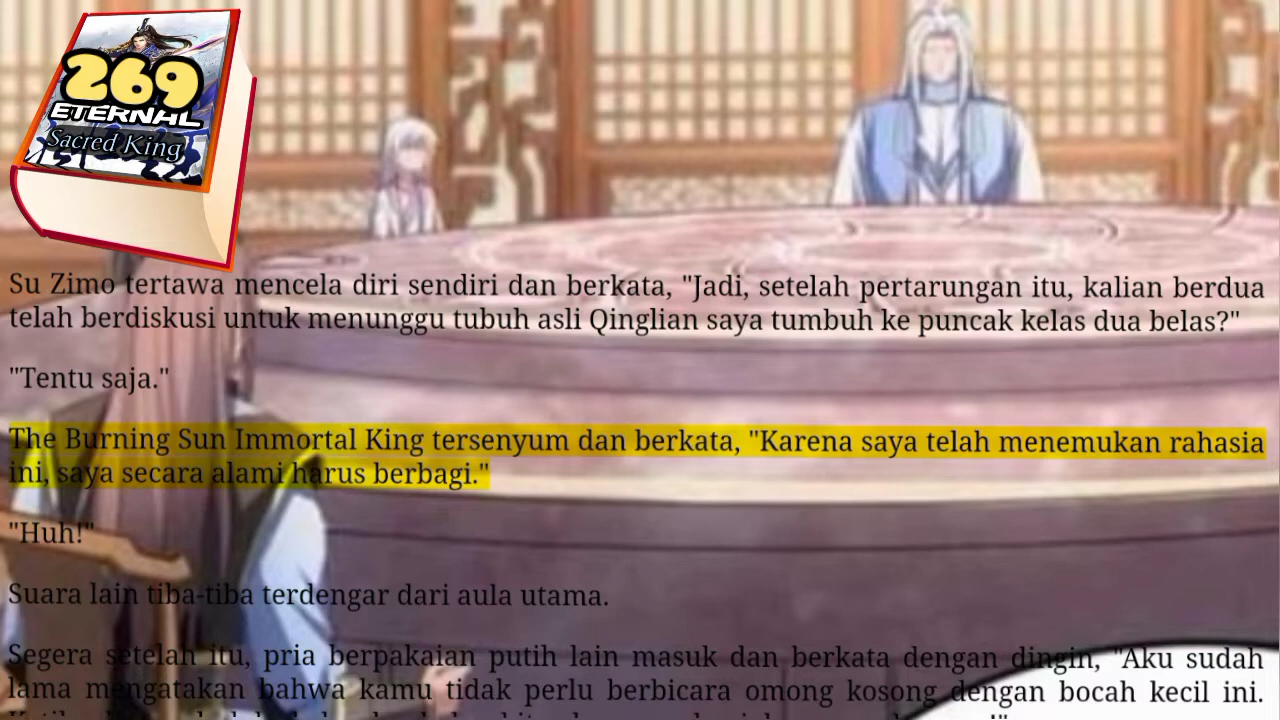 269
ETERNAL
Sacred King
Su Zimo tertawa mencela diri sendiri dan berkata, "Jadi, setelah pertarungan itu, kalian berdua
telah berdiskusi untuk menunggu tubuh asli Qinglian saya tumbuh ke puncak kelas dua belas?"
"Tentu saja."
The Burning Sun Immortal King tersenyum dan berkata, "Karena saya telah menemukan rahasia
ini, saya secara alami harus berbagi."
"Huh!"
Suara lain tiba-tiba terdengar dari aula utama.
Segera setelah itu, pria berpakaian putih lain masuk dan berkata dengan dingin, "Aku sudah
lama mengatakan bahwa kamu tidak perlu berbicara omong kosong dengan bocah kecil ini.